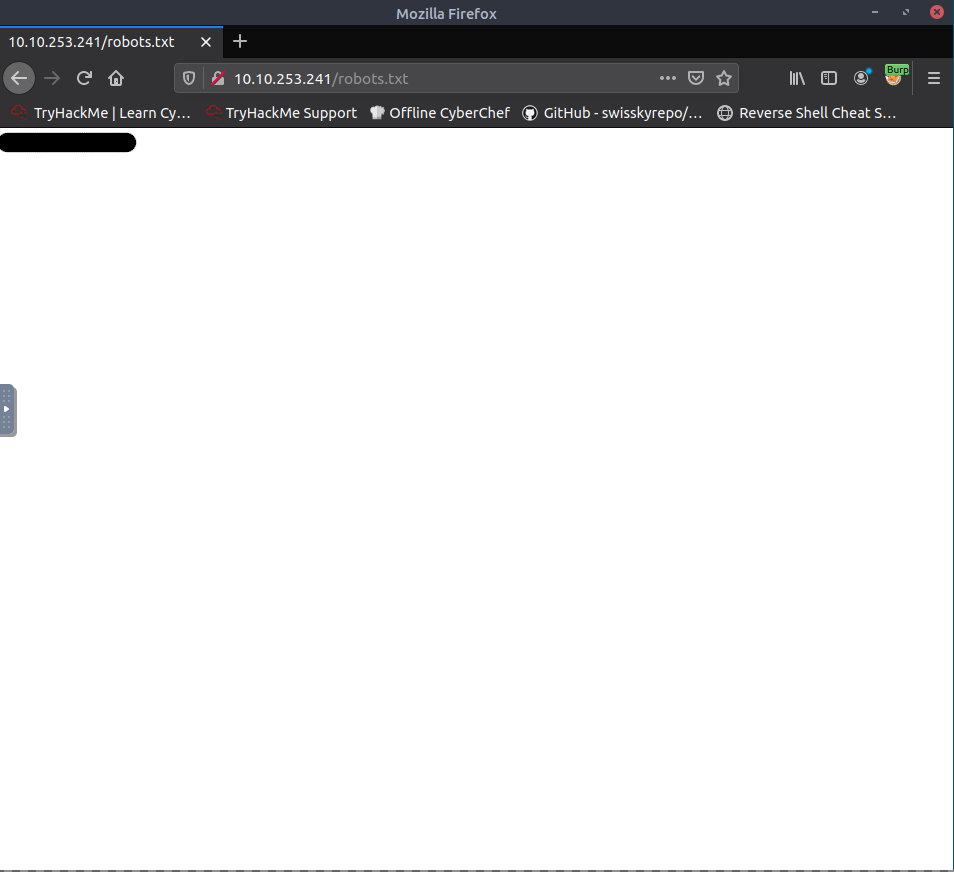 Mozilla Firefox
10.10.253.241/robots.txt
10.10.253.241/robots.txt
Burp
TryHackMe | Learn Cy… TryHackMe Support Offline CyberChef GitHub - swisskyrepo/… Reverse Shell Cheat S…